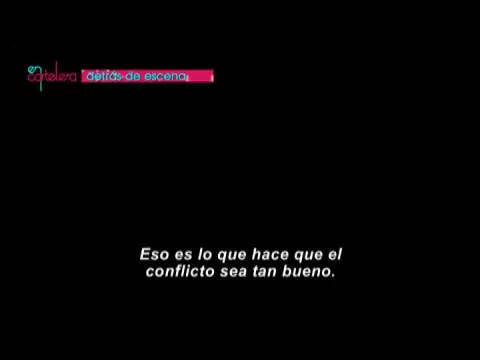 en
cartelera detrás de escena
Eso es lo que hace que el
conflicto sea tan bueno.